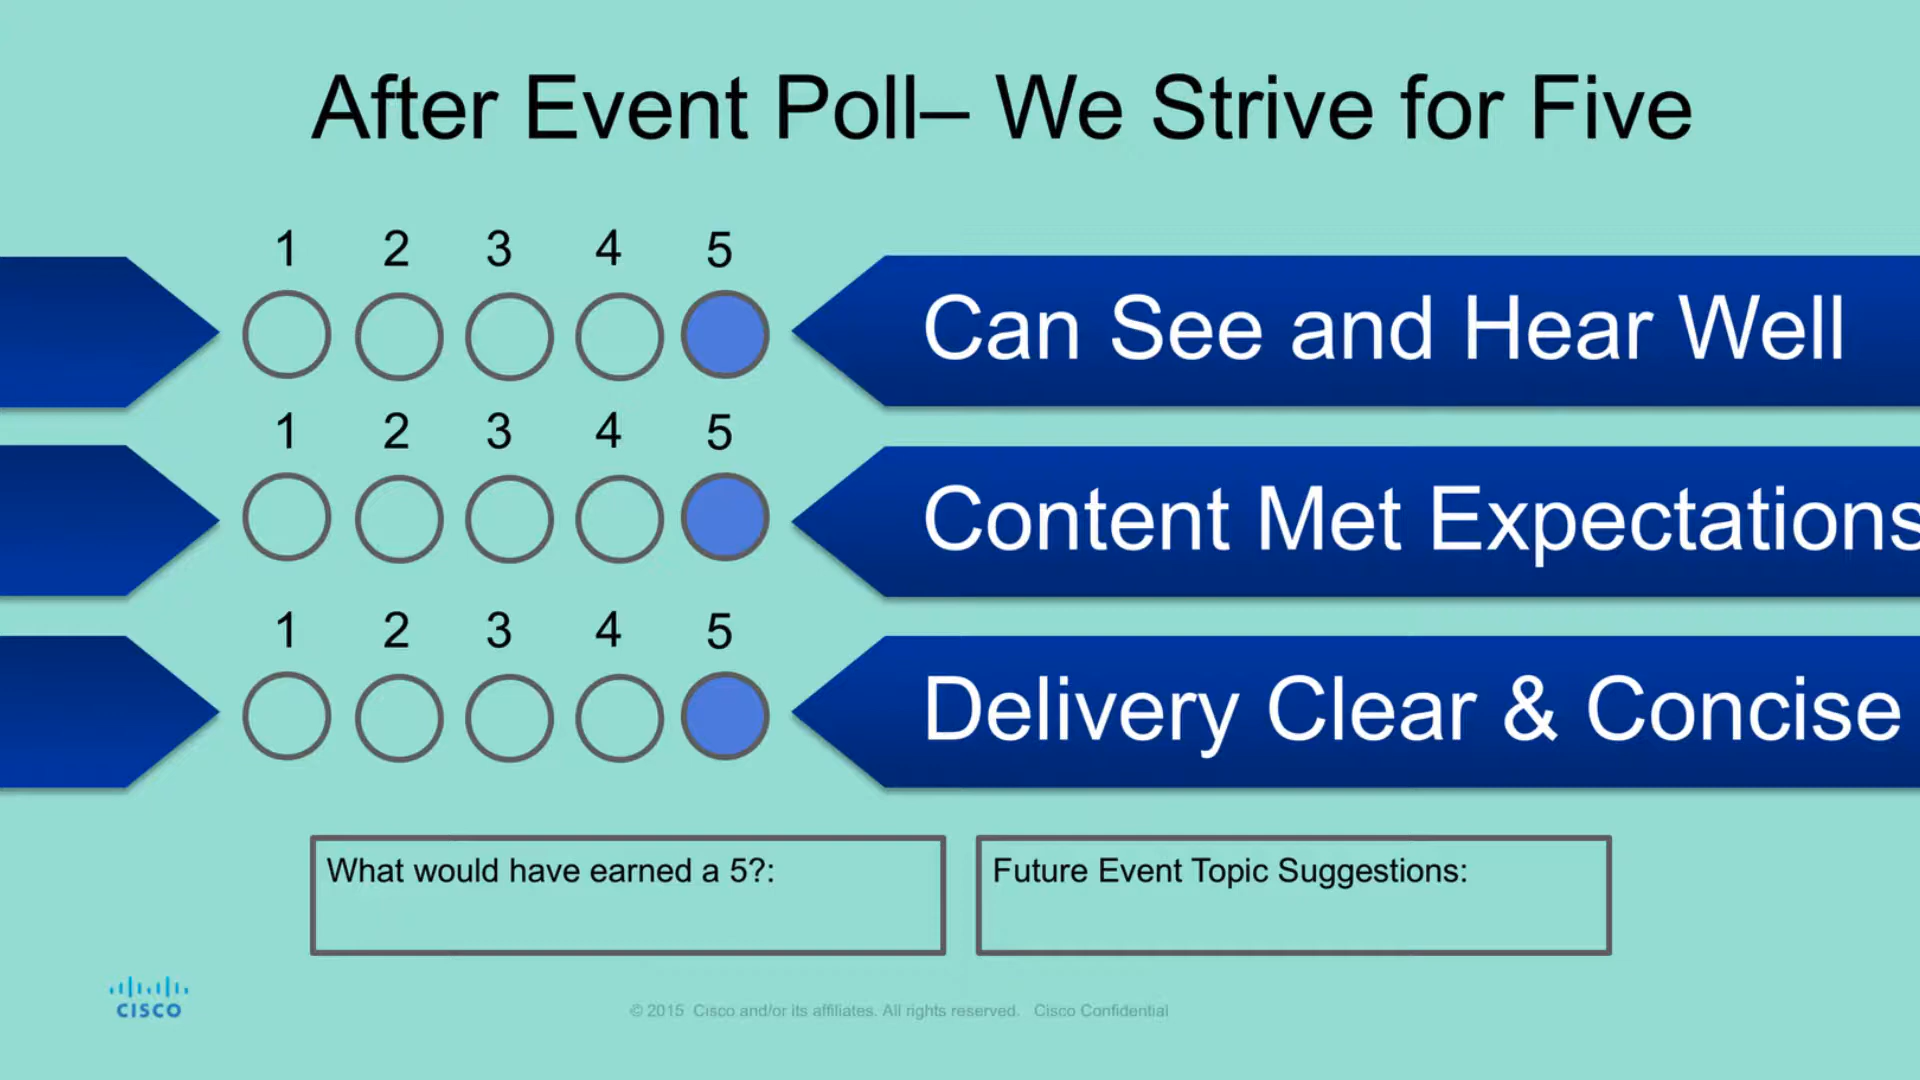 After Event Poll– We Strive for Five
1 2 3 4 5
Can See and Hear Well
1 2 3 4 5
Content Met Expectations
1 2 3 4 5
Delivery Clear & Concise
What would have earned a 5?:
Future Event Topic Suggestions:
CISCO
© 2015 Cisco and/or its affiliates. All rights reserved. Cisco Confidential